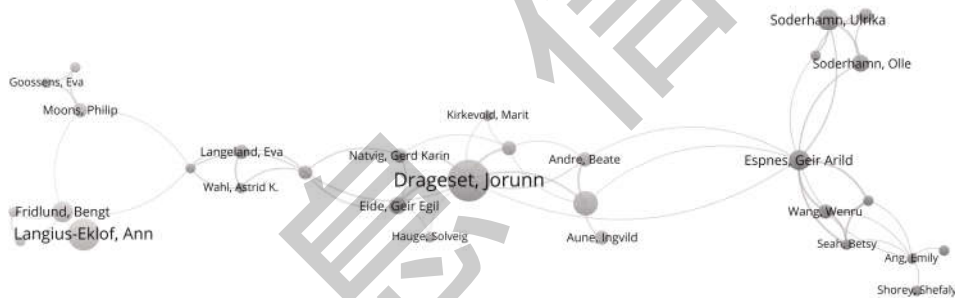 Soderhamn, Ulrika
Soderhamn, Olle
Goossens, Eva
Moons, Philip
Kirkevold, Marit
Langeland, Eva
Natvig, Gerd Karin
Andre, Beate
Espnes, Geir Arild
Drageset, Jorunn
Wahl, Astrid K.
Eide, Geir Egil
Fridlund, Bengt
Wang, Wenru
Langius-Eklof, Ann
Hauge, Solveig
Aune, Ingvild
Seah, Betsy
Ang, Emily
Shorey, Shefaly